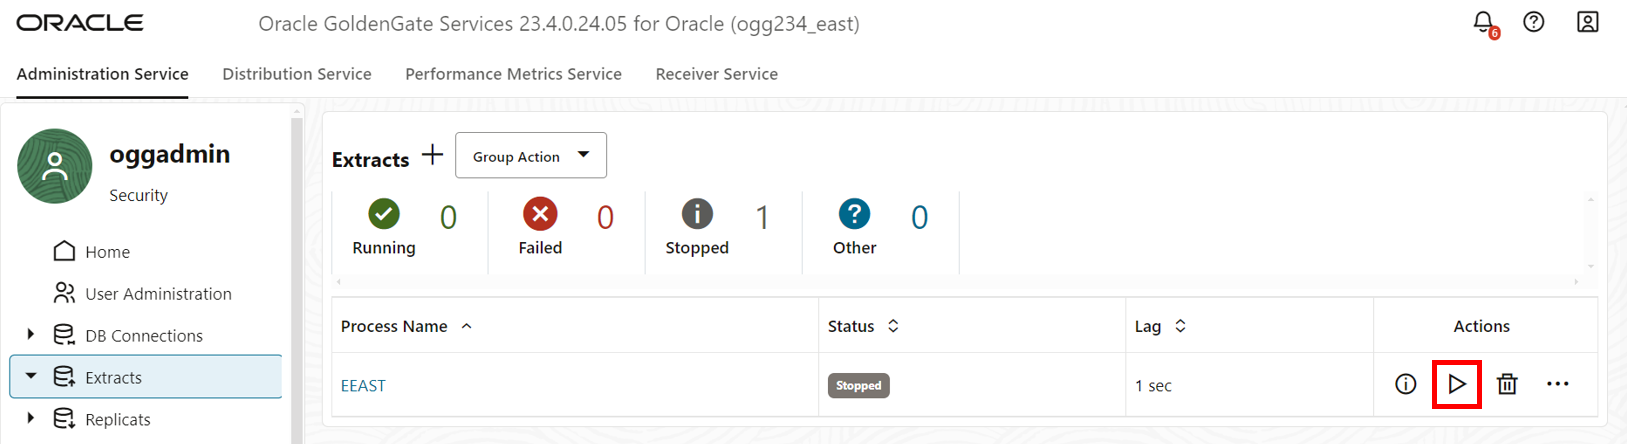 ORACLE
Oracle GoldenGate Services 23.4.0.24.05 for Oracle (ogg234_east)
6
Administration Service
Distribution Service
Performance Metrics Service
Receiver Service
oggadmin
Security
Home
User Administration
DB Connections
Extracts
Replicats
Extracts
Group Action
0
Running
0
Failed
1
Stopped
0
Other
Process Name
Status
Lag
Actions
EEAST
Stopped
1 sec